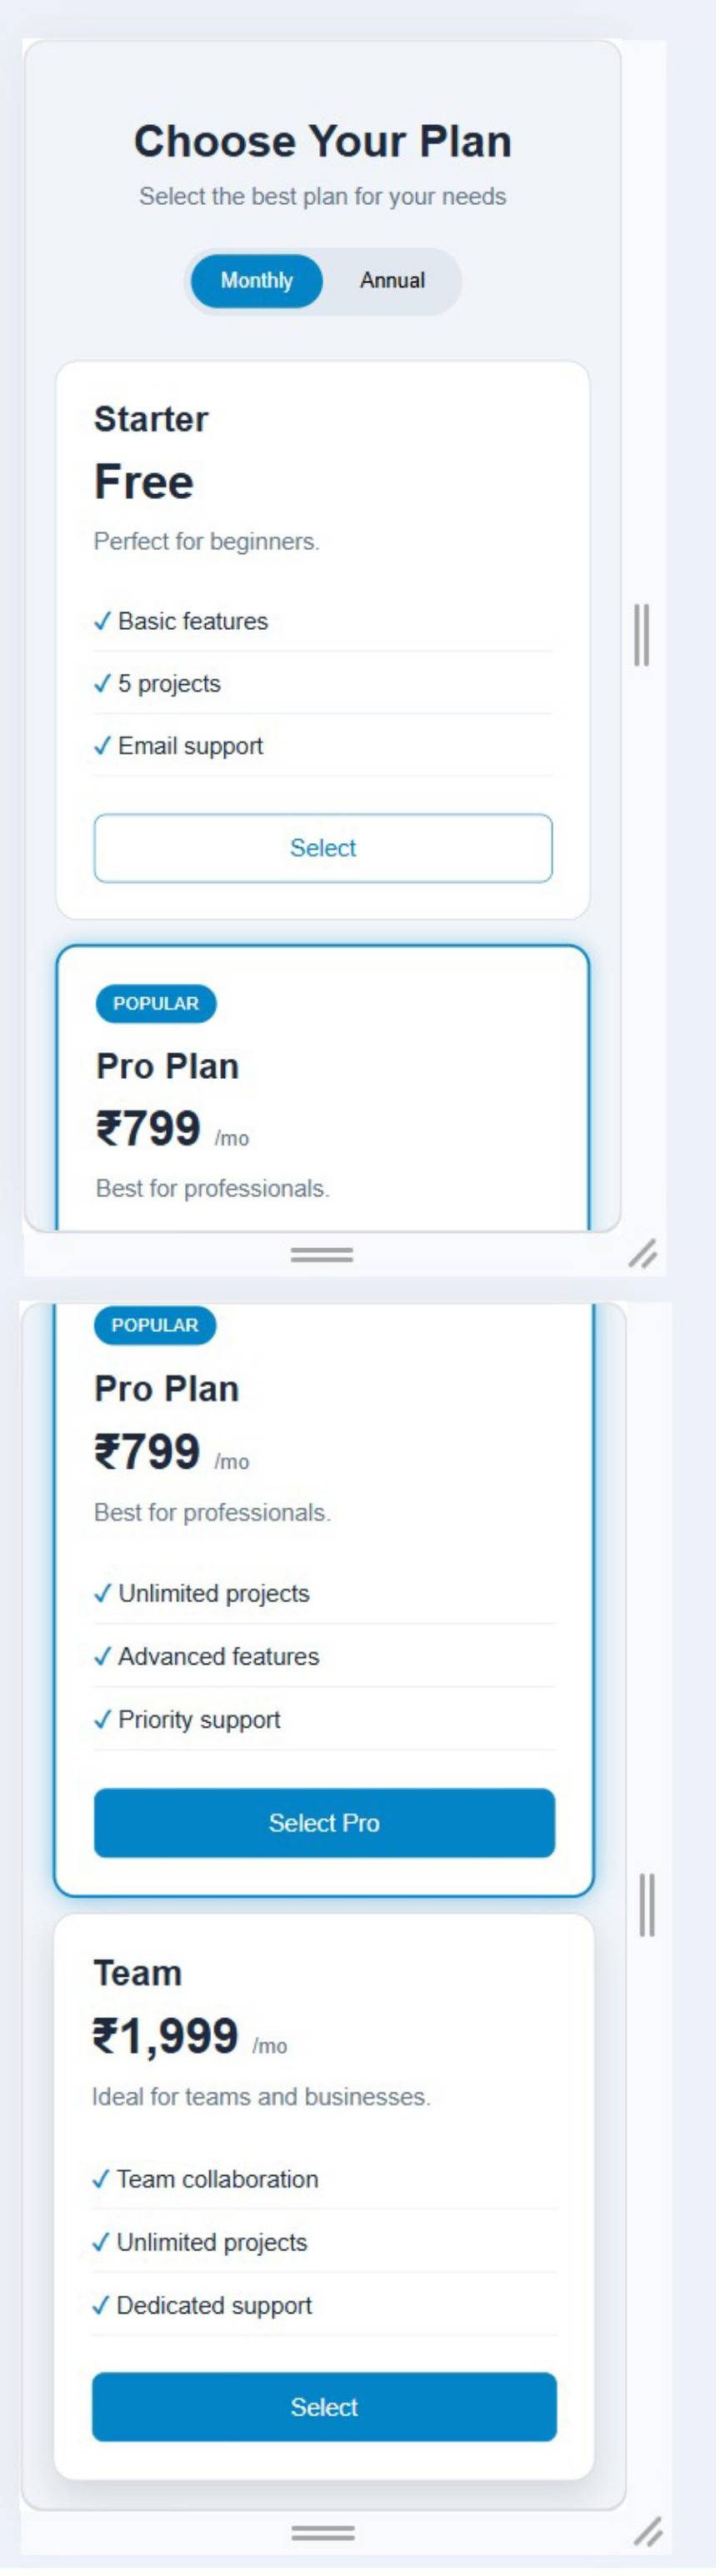 Choose Your Plan
Select the best plan for your needs
Monthly Annual
Starter
Free
Perfect for beginners.
✓ Basic features
✓ 5 projects
✓ Email support
Select
POPULAR
Pro Plan
₹799 /mo
Best for professionals.
POPULAR
Pro Plan
₹799 /mo
Best for professionals.
✓ Unlimited projects
✓ Advanced features
✓ Priority support
Select Pro
Team
₹1,999 /mo
Ideal for teams and businesses.
✓ Team collaboration
✓ Unlimited projects
✓ Dedicated support
Select